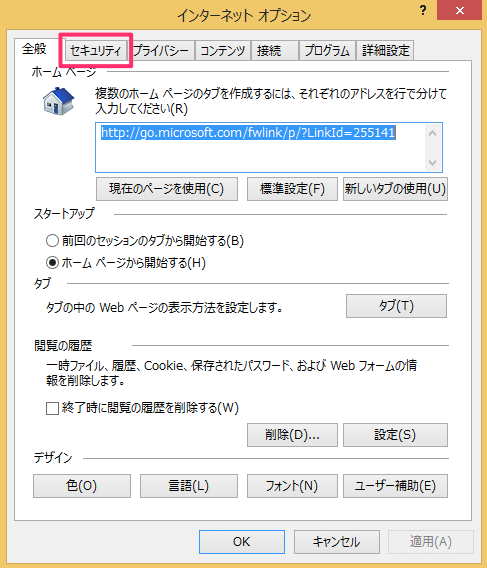 インターネット オプション
? ×
全般 セキュリティ プライバシー コンテンツ 接続 プログラム 詳細設定
ホーム ページ
複数のホーム ページのタブを作成するには、それぞれのアドレスを行で分けて
入力してください(R)
http://go.microsoft.com/fwlink/p/?LinkId=255141
現在のページを使用(C) 標準設定(F) 新しいタブの使用(U)
スタートアップ
前回のセッションのタブから開始する(B)
ホーム ページから開始する(H)
タブ
タブの中の Web ページの表示方法を設定します。 タブ(T)
閲覧の履歴
一時ファイル、履歴、Cookie、保存されたパスワード、および Web フォームの情
報を削除します。
終了時に閲覧の履歴を削除する(W)
削除(D)... 設定(S)
デザイン
色(O) 言語(L) フォント(N) ユーザー補助(E)
OK キャンセル 適用(A)